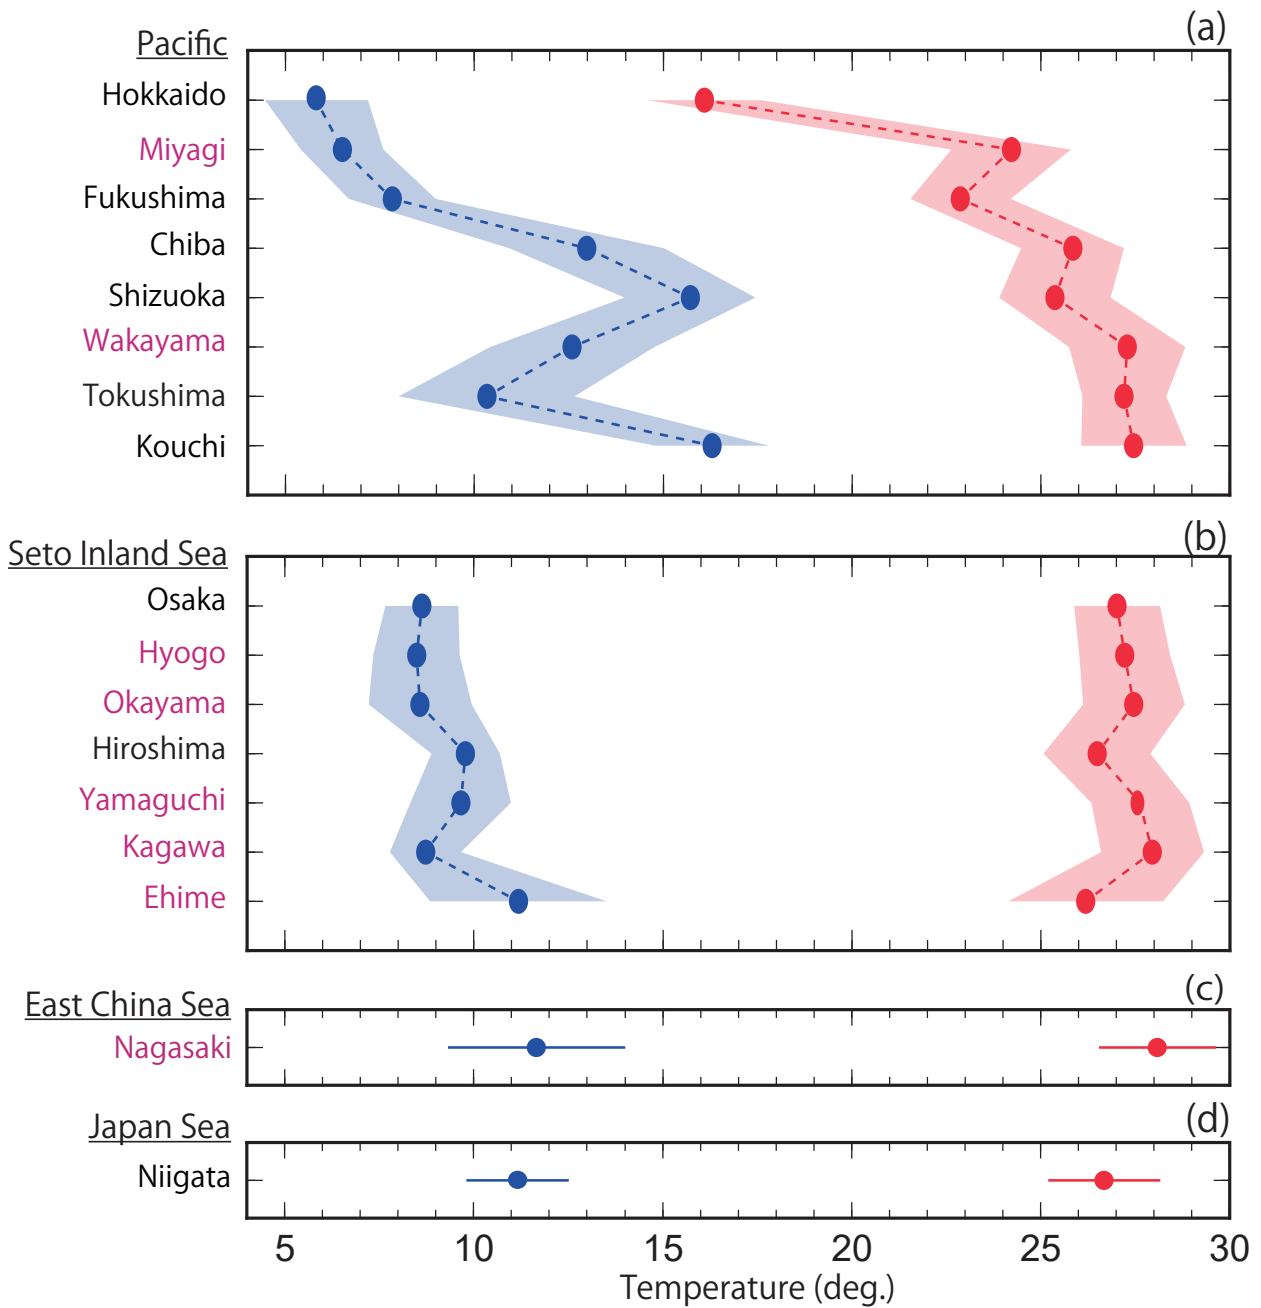 (a)
Pacific
Hokkaido
Miyagi
Fukushima
Chiba
Shizuoka
Wakayama
Tokushima
Kouchi
(b)
Seto Inland Sea
Osaka
Hyogo
Okayama
Hiroshima
Yamaguchi
Kagawa
Ehime
(c)
East China Sea
Nagasaki
(d)
Japan Sea
Niigata
5 10 15 20 25 30
Temperature (deg.)